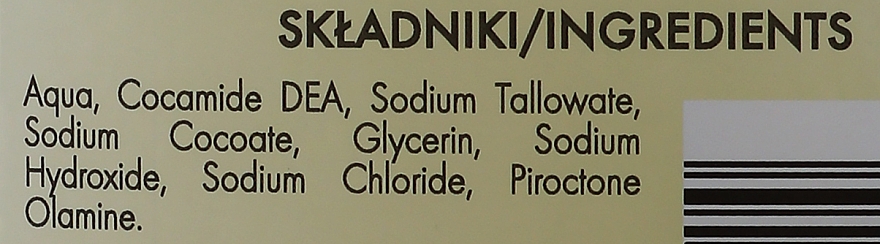 SKŁADNIKI/INGREDIENTS
Aqua, Cocamide DEA, Sodium Tallowate,
Sodium Cocoate, Glycerin, Sodium
Hydroxide, Sodium Chloride, Piroctone
Olamine.